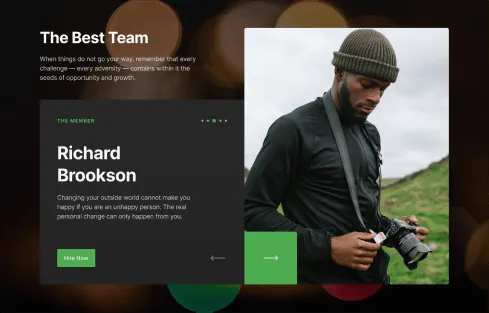 The Best Team
When things do not go your way, remember that every
challenge — every adversity — contains within it the
seeds of opportunity and growth.
THE MEMBER
Richard
Brookson
Changing your outside world cannot make you
happy if you are an unhappy person. The real
personal change can only happen from you.
Hire Now